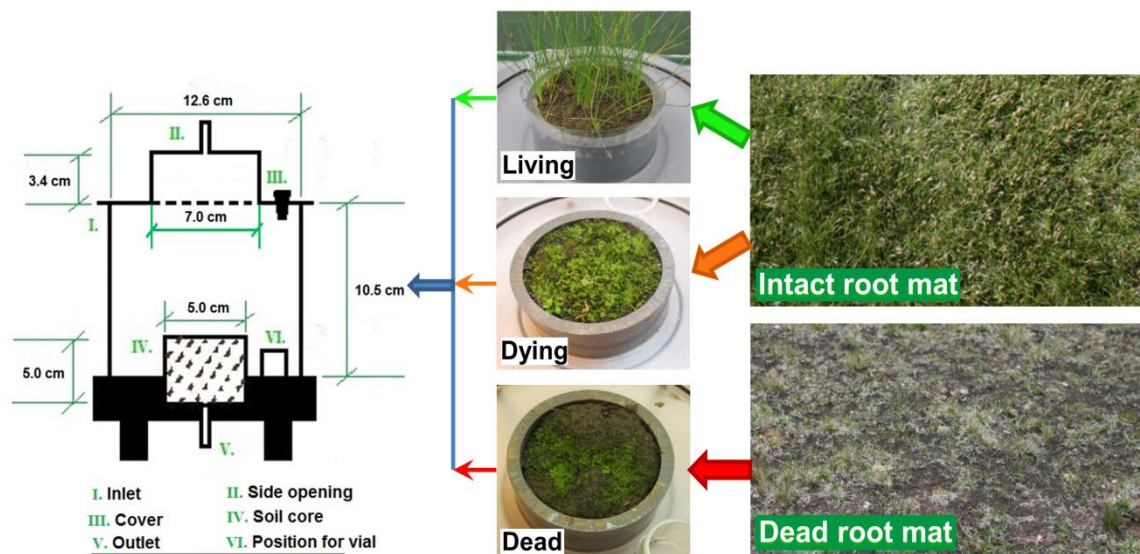 12.6 cm
II.
3.4 cm
III.
I.
7.0 cm
10.5 cm
5.0 cm
IV.
VI.
5.0 cm
V.
I. Inlet
II. Side opening
III. Cover
IV. Soil core
V. Outlet
VI. Position for vial
Living
Dying
Dead
Intact root mat
Dead root mat